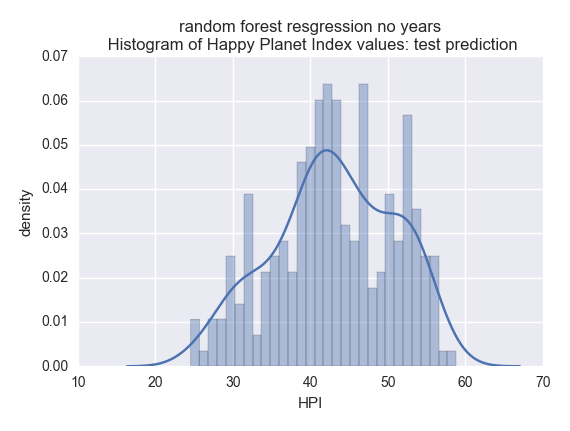 random forest resgression no years
Histogram of Happy Planet Index values: test prediction
0.07
0.06
0.05
0.04
0.03
0.02
0.01
0.00
density
10 20 30 40 50 60 70
HPI